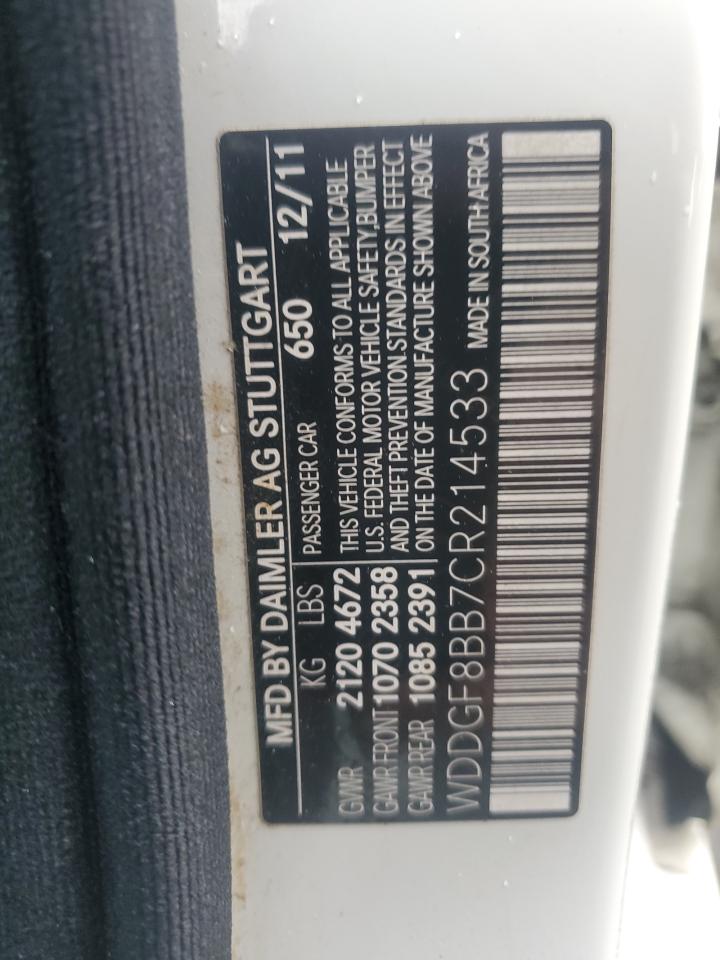 MFD BY DAIMLER AG STUTTGART
KG LBS PASSENGER CAR 650 12/11
GVWR 2120 4672 THIS VEHICLE CONFORMS TO ALL APPLICABLE
GAWR FRONT 1070 2358 U.S. FEDERAL MOTOR VEHICLE SAFETY,BUMPER
GAWR REAR 1085 2391 AND THEFT PREVENTION STANDARDS IN EFFECT
ON THE DATE OF MANUFACTURE SHOWN ABOVE
WDDGF8BB7CR214533 MADE IN SOUTH AFRICA